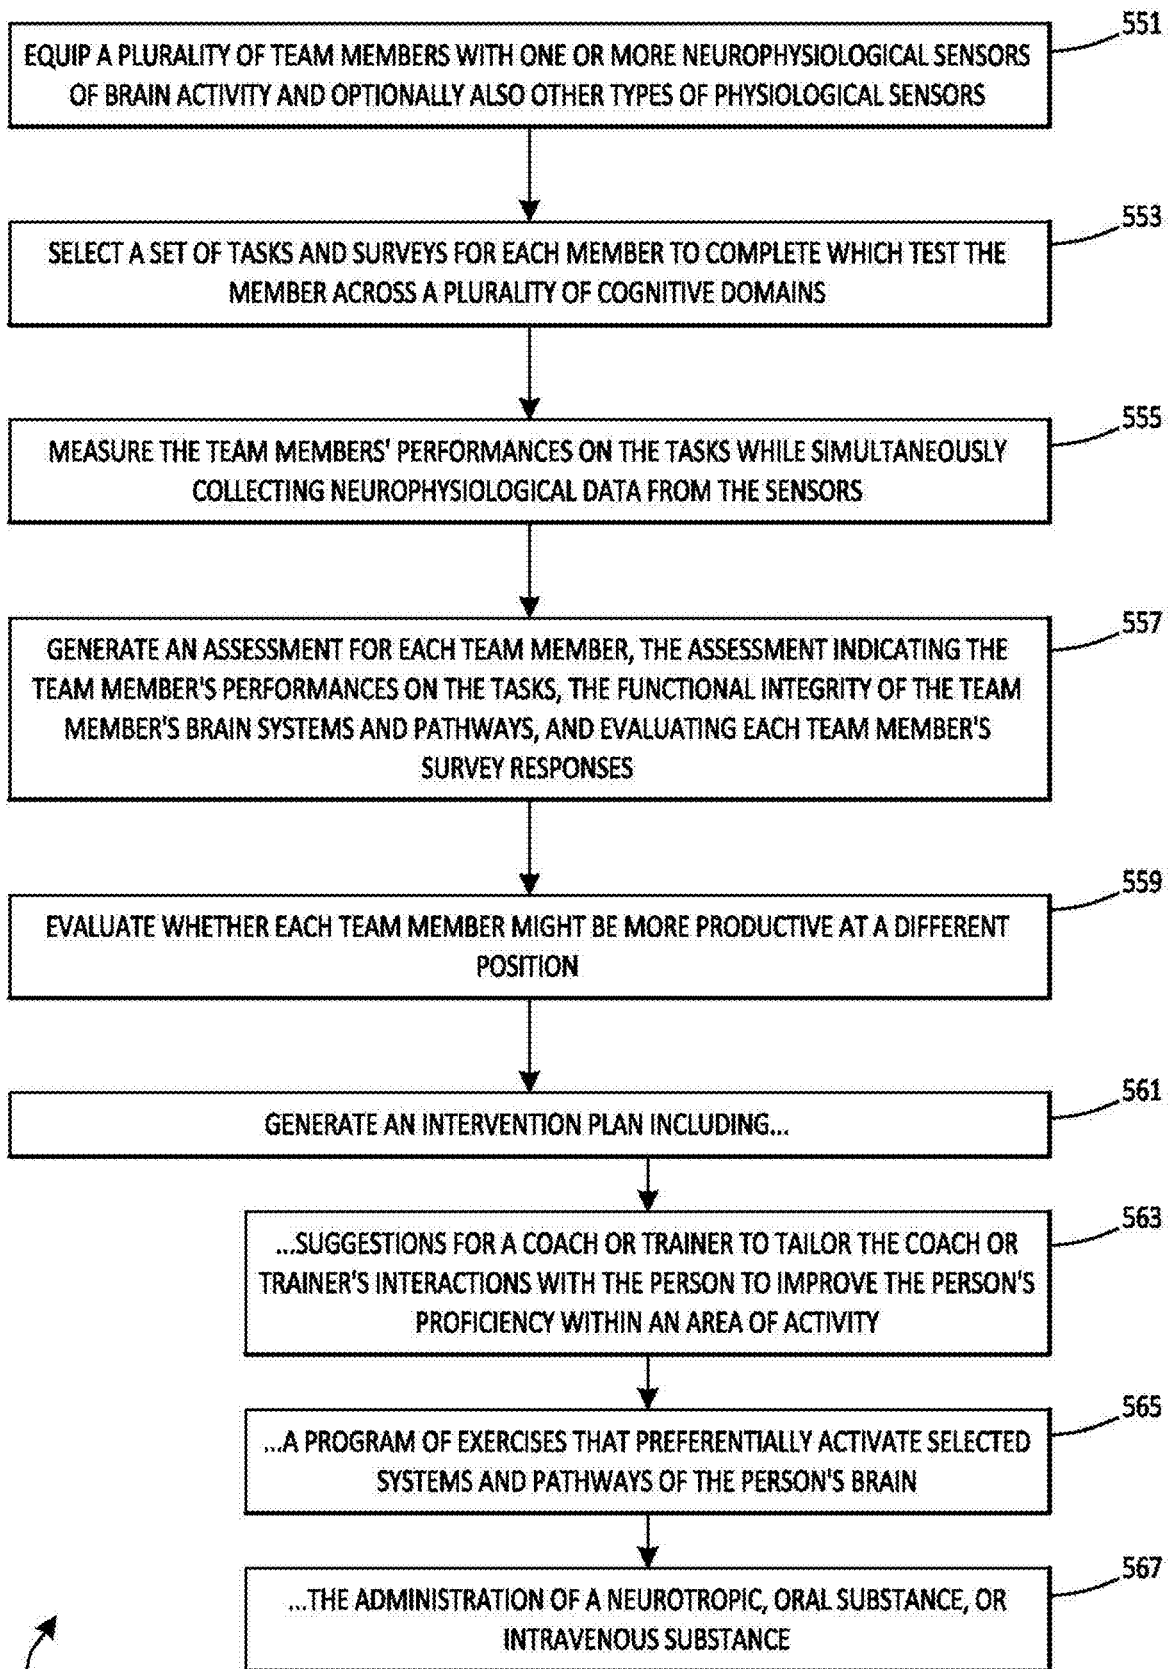 551
EQUIP A PLURALITY OF TEAM MEMBERS WITH ONE OR MORE NEUROPHYSIOLOGICAL SENSORS
OF BRAIN ACTIVITY AND OPTIONALLY ALSO OTHER TYPES OF PHYSIOLOGICAL SENSORS
553
SELECT A SET OF TASKS AND SURVEYS FOR EACH MEMBER TO COMPLETE WHICH TEST THE
MEMBER ACROSS A PLURALITY OF COGNITIVE DOMAINS
555
MEASURE THE TEAM MEMBERS' PERFORMANCES ON THE TASKS WHILE SIMULTANEOUSLY
COLLECTING NEUROPHYSIOLOGICAL DATA FROM THE SENSORS
557
GENERATE AN ASSESSMENT FOR EACH TEAM MEMBER, THE ASSESSMENT INDICATING THE
TEAM MEMBER'S PERFORMANCES ON THE TASKS, THE FUNCTIONAL INTEGRITY OF THE TEAM
MEMBER'S BRAIN SYSTEMS AND PATHWAYS, AND EVALUATING EACH TEAM MEMBER'S
SURVEY RESPONSES
559
EVALUATE WHETHER EACH TEAM MEMBER MIGHT BE MORE PRODUCTIVE AT A DIFFERENT
POSITION
561
GENERATE AN INTERVENTION PLAN INCLUDING...
563
...SUGGESTIONS FOR A COACH OR TRAINER TO TAILOR THE COACH OR
TRAINER'S INTERACTIONS WITH THE PERSON TO IMPROVE THE PERSON'S
PROFICIENCY WITHIN AN AREA OF ACTIVITY
565
...A PROGRAM OF EXERCISES THAT PREFERENTIALLY ACTIVATE SELECTED
SYSTEMS AND PATHWAYS OF THE PERSON'S BRAIN
567
...THE ADMINISTRATION OF A NEUROTROPIC, ORAL SUBSTANCE, OR
INTRAVENOUS SUBSTANCE